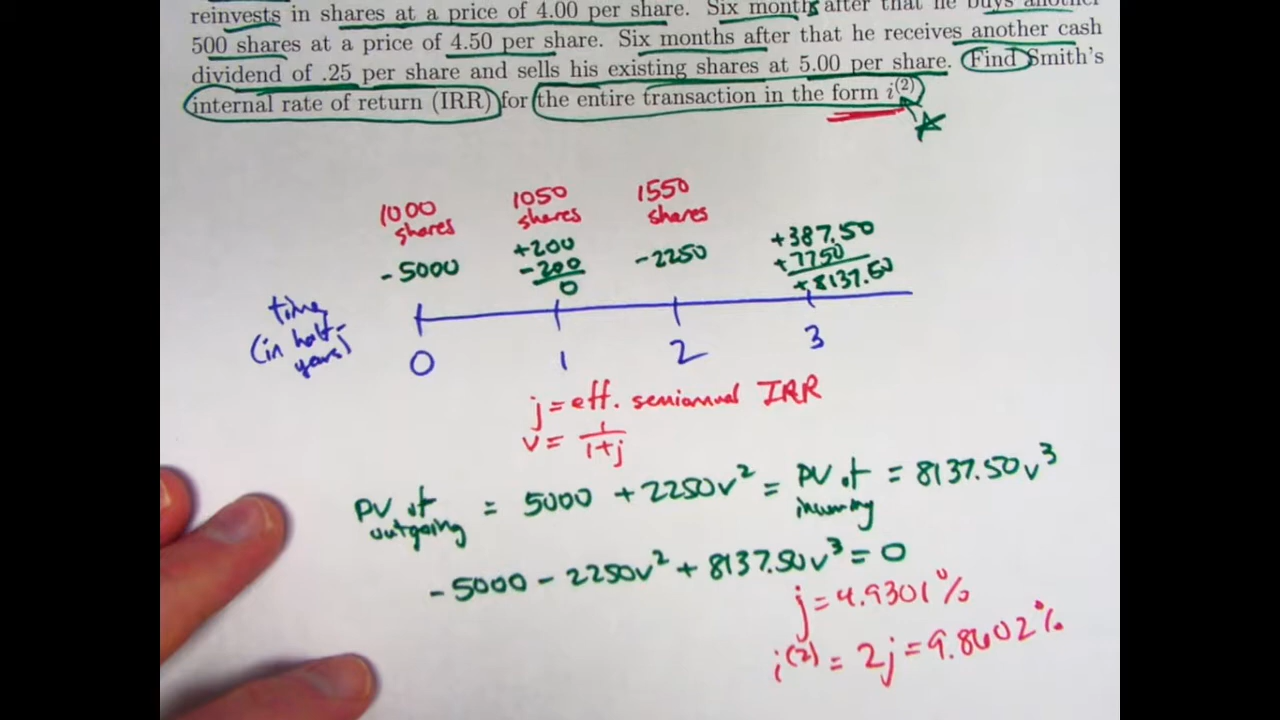 reinvests in shares at a price of 4.00 per share. Six months after that he buys another
500 shares at a price of 4.50 per share. Six months after that he receives another cash
dividend of .25 per share and sells his existing shares at 5.00 per share. Find Smith's
internal rate of return (IRR) for the entire transaction in the form i^(2)
1000 shares
1050 shares
1550 shares
-5000
+200
-200
0
-2250
+387.50
+7750
+8137.50
time
(in half-
years)
0 1 2 3
j = eff. semiannual IRR
v = 1/(1+j)
PV of outgoing = 5000 + 2250v² = PV of incoming = 8137.50v³
-5000 - 2250v² + 8137.50v³ = 0
j = 4.9301%
i^(2) = 2j = 9.8602%